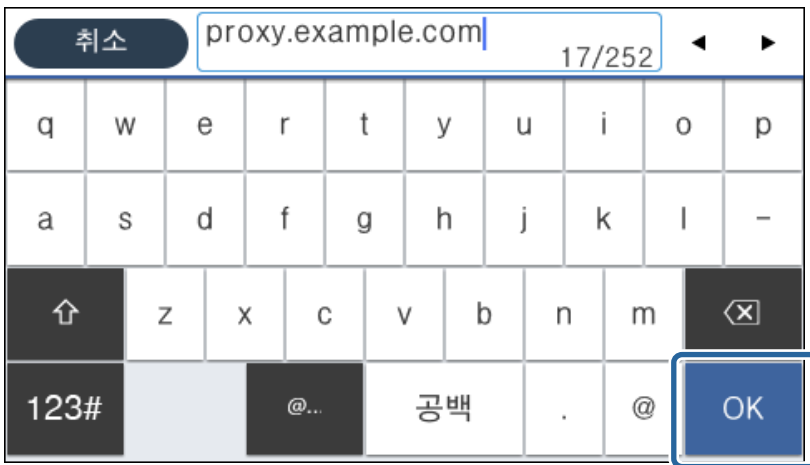 취소 proxy.example.com 17/252 ◀ ▶
q w e r t y u i o p
a s d f g h j k l -
z x c v b n m
123# @... 공백 . @ OK